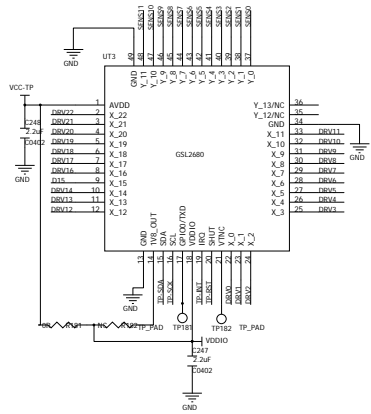 SENS11
SENS10
SENS9
SENS8
SENS7
SENS6
SENS5
SENS4
SENS3
SENS2
SENS1
SENS0
49
48
47
46
45
44
43
42
41
40
39
38
37
GND
UT3
GND
Y_11
Y_10
Y_9
Y_8
Y_7
Y_6
Y_5
Y_4
Y_3
Y_2
Y_1
Y_0
VCC-TP
1 AVDD
DRV22 2 X_22
DRV21 3 X_21
DRV20 4 X_20
DRV19 5 X_19
DRV18 6 X_18
DRV17 7 X_17
DRV16 8 X_16
D15 9 X_15
DRV14 10 X_14
DRV13 11 X_13
DRV12 12 X_12
C248
2.2uF
C0402
GND
GSL2680
Y_13/NC 36
Y_12/NC 35
GND 34
X_11 33 DRV11
X_10 32 DRV10
X_9 31 DRV9
X_8 30 DRV8
X_7 29 DRV7
X_6 28 DRV6
X_5 27 DRV5
X_4 26 DRV4
X_3 25 DRV3
GND
GND
1V8_OUT
SDA
SCL
GPIO0/TXD
VDDIO
IRQ
SHUT
VTNC
X_0
X_1
X_2
13
14
15
16
17
18
19
20
21
22
23
24
TP-SDA
TP-SCK
TP-INT
TP-RST
DRV0
DRV1
DRV2
GND
0R R181
NC R182
TP_PAD
TP181
TP182
TP_PAD
VDDIO
C247
2.2uF
C0402
GND